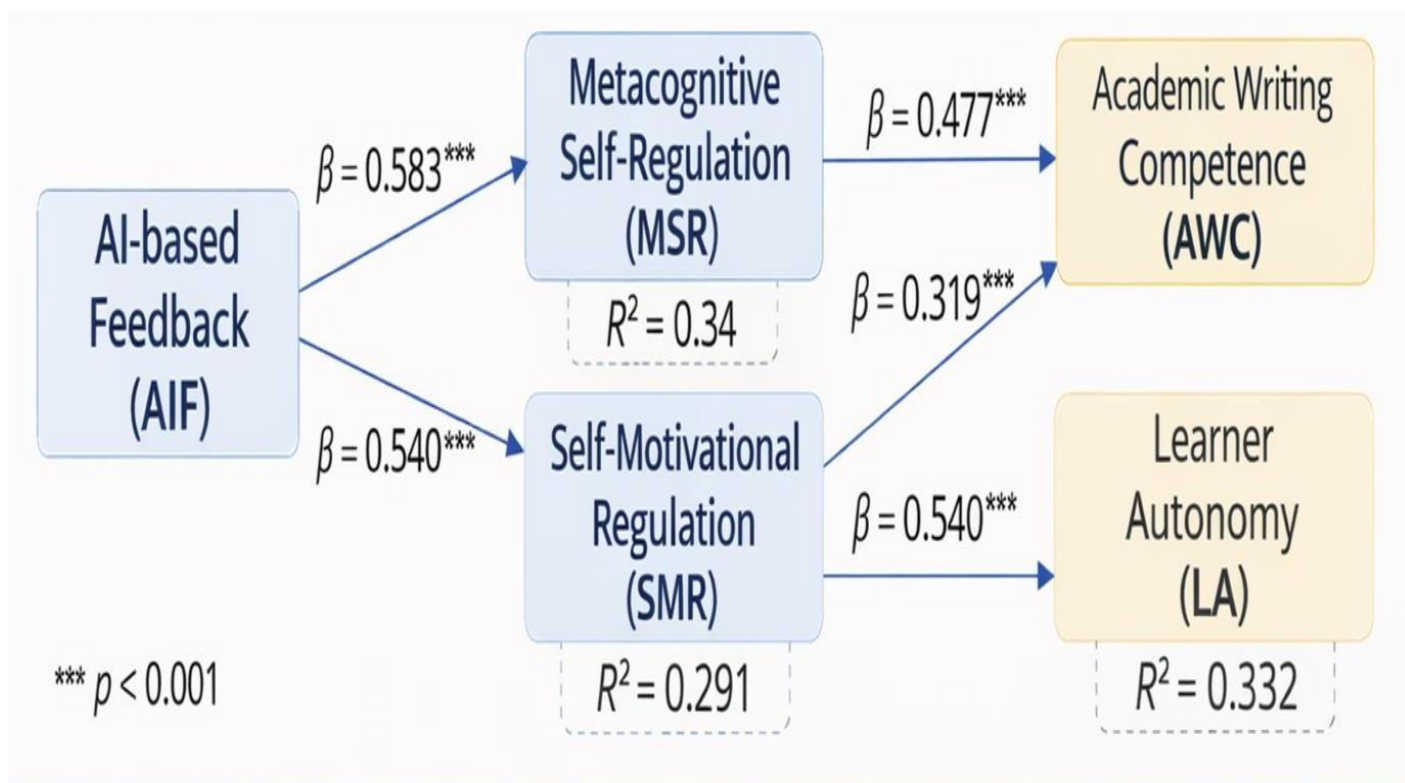 AI-based
Feedback
(AIF)
β = 0.583***
β = 0.540***
Metacognitive
Self-Regulation
(MSR)
R² = 0.34
Self-Motivational
Regulation
(SMR)
R² = 0.291
β = 0.477***
β = 0.319***
β = 0.540***
Academic Writing
Competence
(AWC)
Learner
Autonomy
(LA)
R² = 0.332
*** p < 0.001